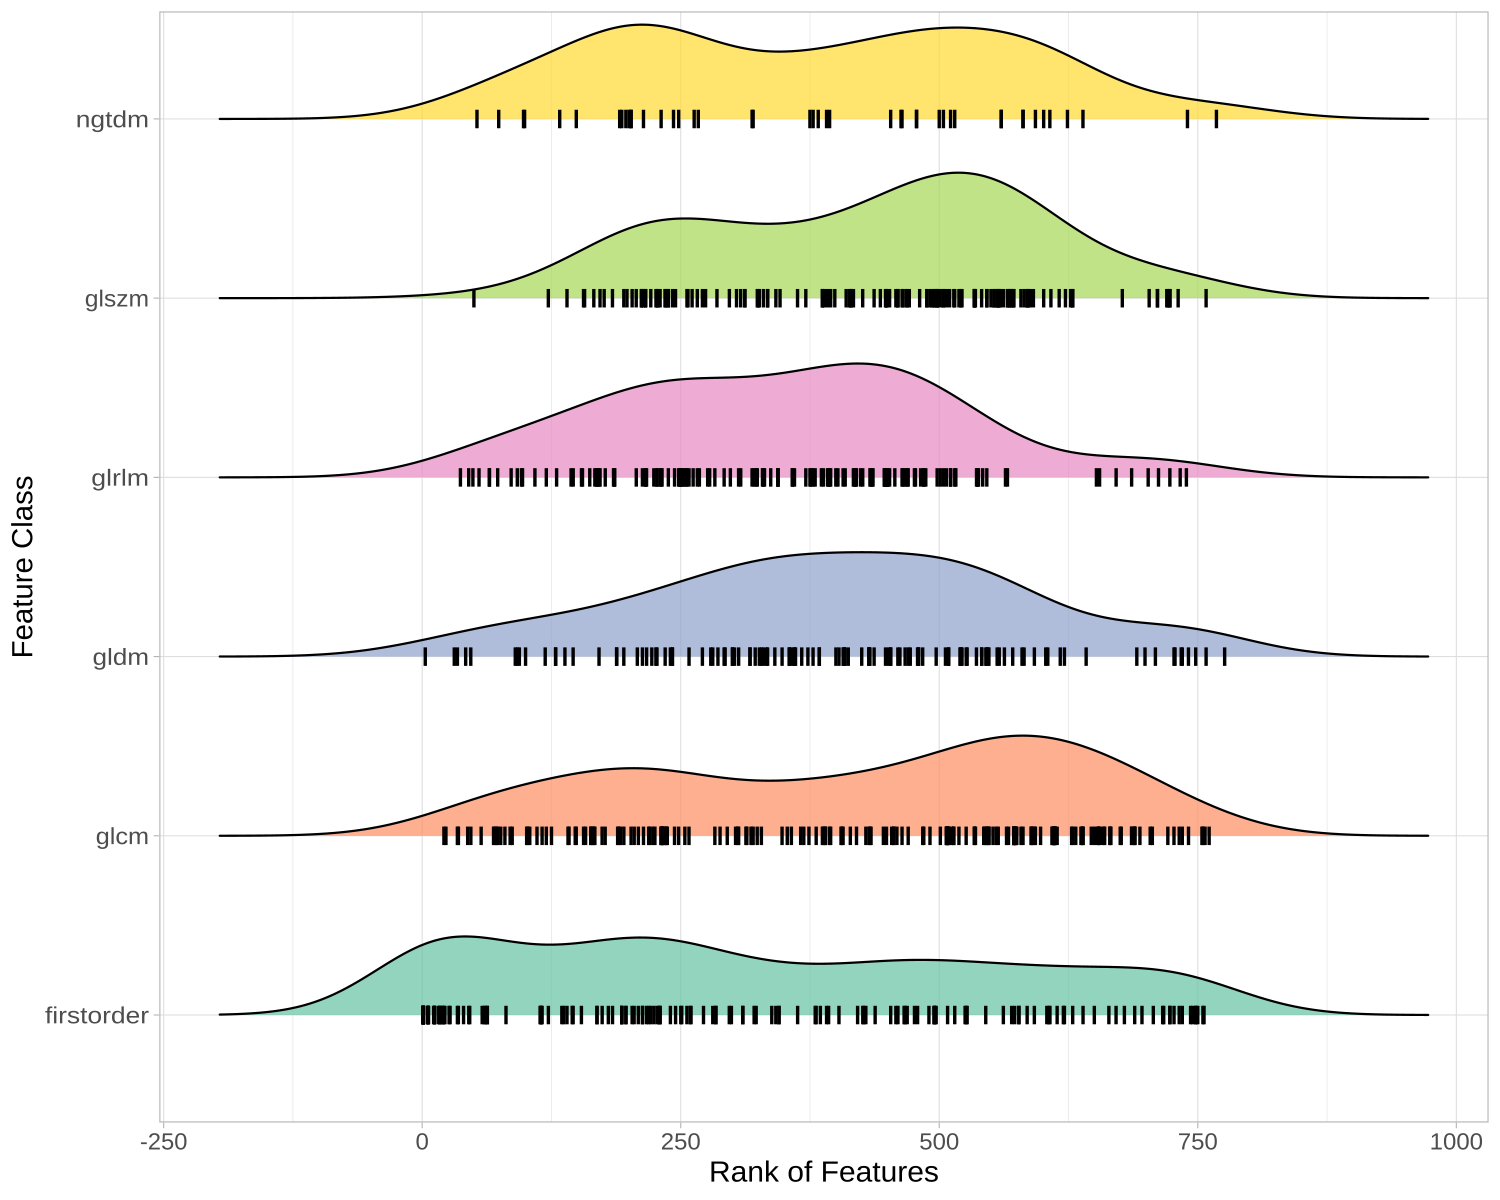 ngtdm
glszm
glrlm
gldm
glcm
firstorder
Feature Class
-250 0 250 500 750 1000
Rank of Features